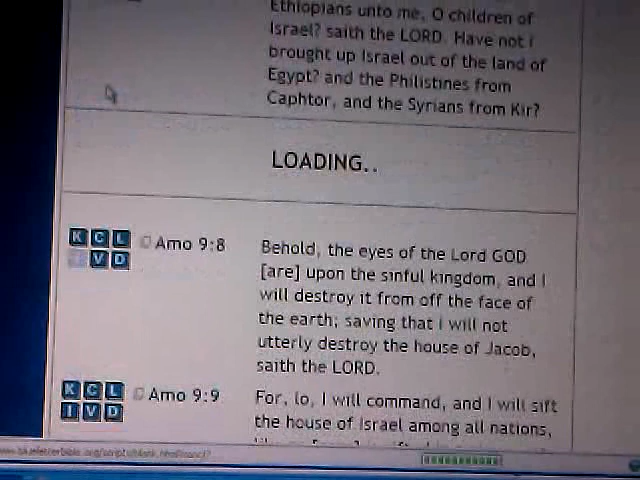 Ethiopians unto me, O children of
Israel? saith the LORD. Have not I
brought up Israel out of the land of
Egypt? and the Philistines from
Caphtor, and the Syrians from Kir?
LOADING..
K C L
V D
Amo 9:8
Behold, the eyes of the Lord GOD
[are] upon the sinful kingdom, and I
will destroy it from off the face of
the earth; saving that I will not
utterly destroy the house of Jacob,
saith the LORD.
K C L
I V D
Amo 9:9
For, lo, I will command, and I will sift
the house of Israel among all nations,